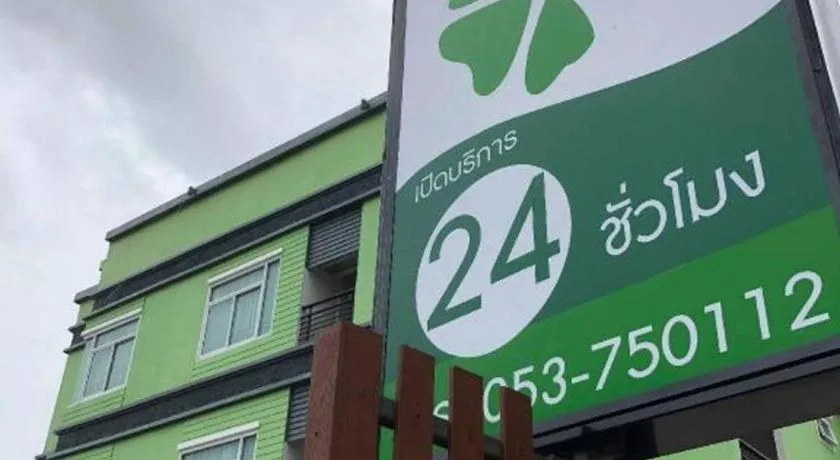 เปิดบริการ
24 ชั่วโมง
053-750112